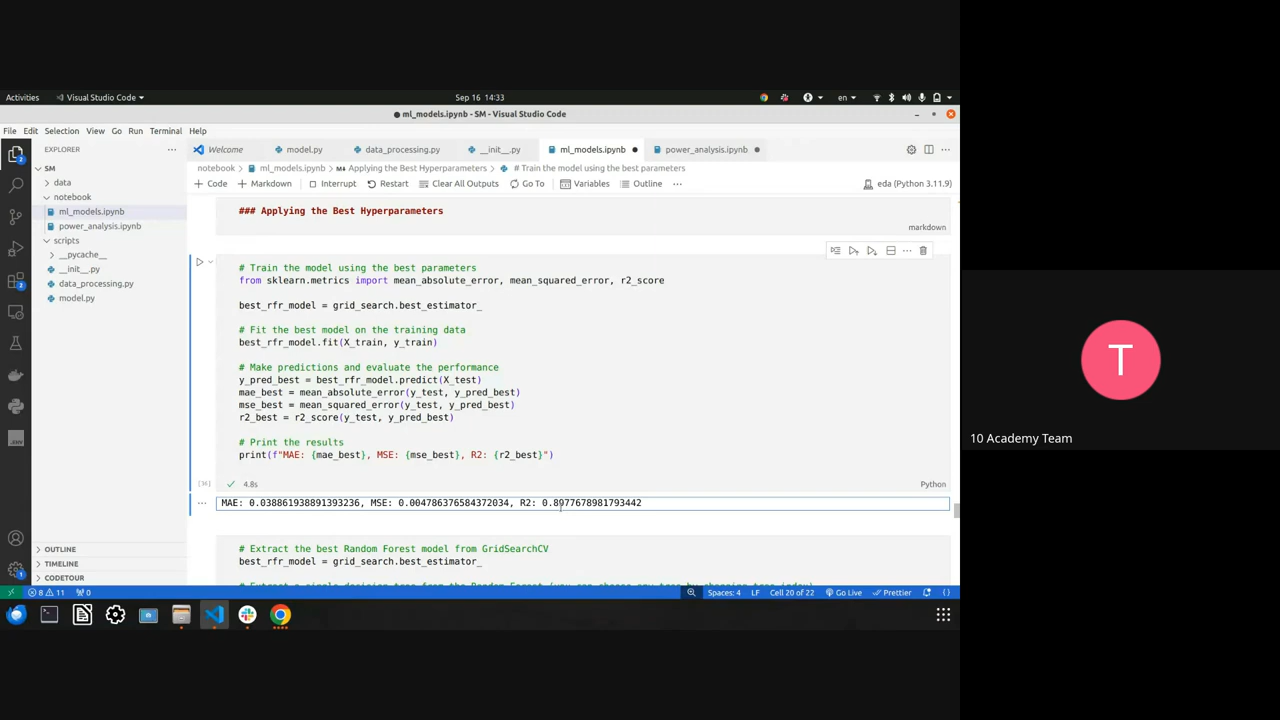 Activities
Visual Studio Code
Sep 16 14:33
en
ml_models.ipynb - SM - Visual Studio Code
File Edit Selection View Go Run Terminal Help
EXPLORER
Welcome
model.py
data_processing.py
__init__.py
ml_models.ipynb
power_analysis.ipynb
SM
notebook > ml_models.ipynb > M↓ Applying the Best Hyperparameters > # Train the model using the best parameters
data
+ Code
+ Markdown
Interrupt
Restart
Clear All Outputs
Go To
Variables
Outline
eda (Python 3.11.9)
notebook
ml_models.ipynb
power_analysis.ipynb
scripts
__pycache__
__init__.py
data_processing.py
model.py
### Applying the Best Hyperparameters
markdown
# Train the model using the best parameters
from sklearn.metrics import mean_absolute_error, mean_squared_error, r2_score
best_rfr_model = grid_search.best_estimator_
# Fit the best model on the training data
best_rfr_model.fit(X_train, y_train)
# Make predictions and evaluate the performance
y_pred_best = best_rfr_model.predict(X_test)
mae_best = mean_absolute_error(y_test, y_pred_best)
mse_best = mean_squared_error(y_test, y_pred_best)
r2_best = r2_score(y_test, y_pred_best)
# Print the results
print(f"MAE: {mae_best}, MSE: {mse_best}, R2: {r2_best}")
[36]
4.8s
Python
MAE: 0.038861938891393236, MSE: 0.004786376584372034, R2: 0.8977678981793442
# Extract the best Random Forest model from GridSearchCV
best_rfr_model = grid_search.best_estimator_
OUTLINE
TIMELINE
CODETOUR
8 11
0
Spaces: 4
LF
Cell 20 of 22
Go Live
Prettier
T
10 Academy Team